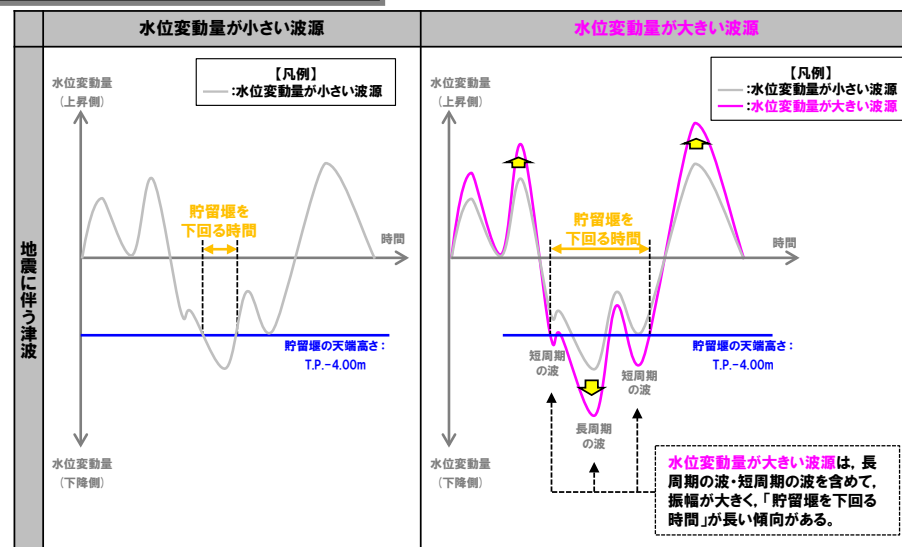 水位変動量が小さい波源
水位変動量が大きい波源
地震に伴う津波
水位変動量
(上昇側)
【凡例】
:水位変動量が小さい波源
貯留堰を
下回る時間
時間
貯留堰の天端高さ:
T.P.-4.00m
水位変動量
(下降側)
水位変動量
(上昇側)
【凡例】
:水位変動量が小さい波源
:水位変動量が大きい波源
貯留堰を
下回る時間
時間
貯留堰の天端高さ:
T.P.-4.00m
短周期
の波
短周期
の波
長周期
の波
水位変動量
(下降側)
水位変動量が大きい波源は,長
周期の波・短周期の波を含めて,
振幅が大きく,「貯留堰を下回る
時間」が長い傾向がある。